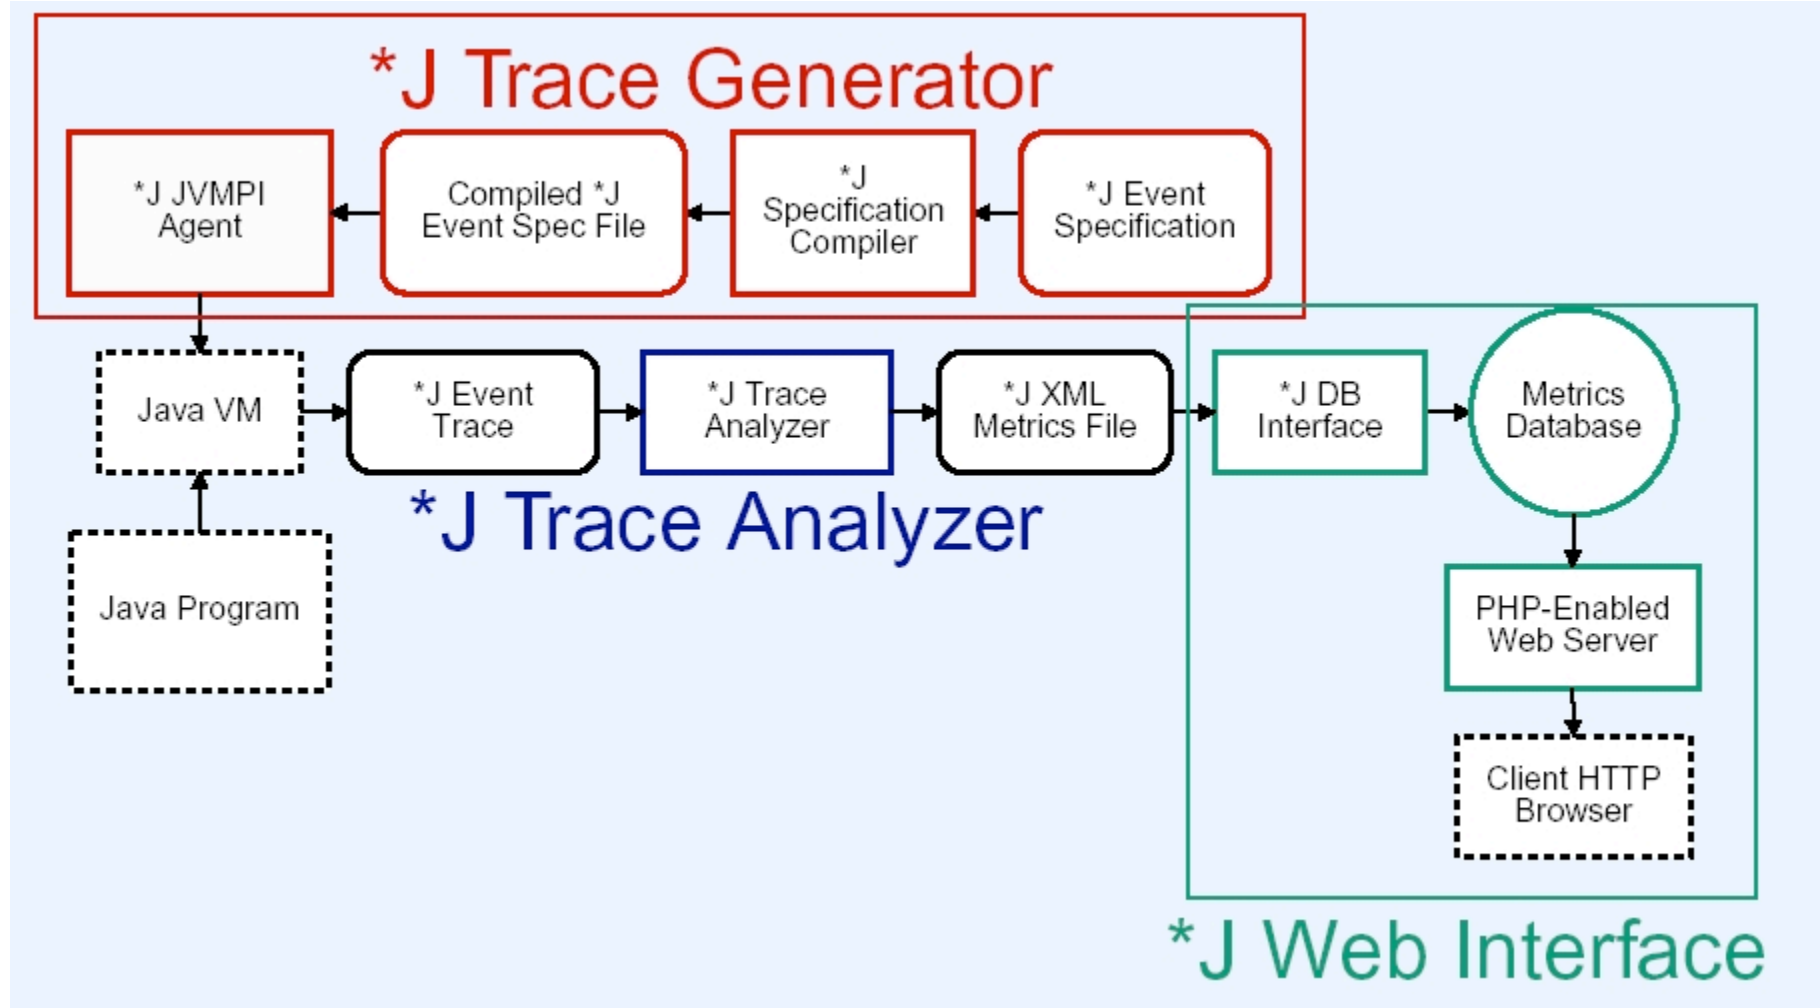 *J Trace Generator
*J JVMPI
Agent
Compiled *J
Event Spec File
*J
Specification
Compiler
*J Event
Specification
Java VM
*J Event
Trace
*J Trace
Analyzer
*J XML
Metrics File
*J DB
Interface
Metrics
Database
*J Trace Analyzer
Java Program
PHP-Enabled
Web Server
Client HTTP
Browser
*J Web Interface